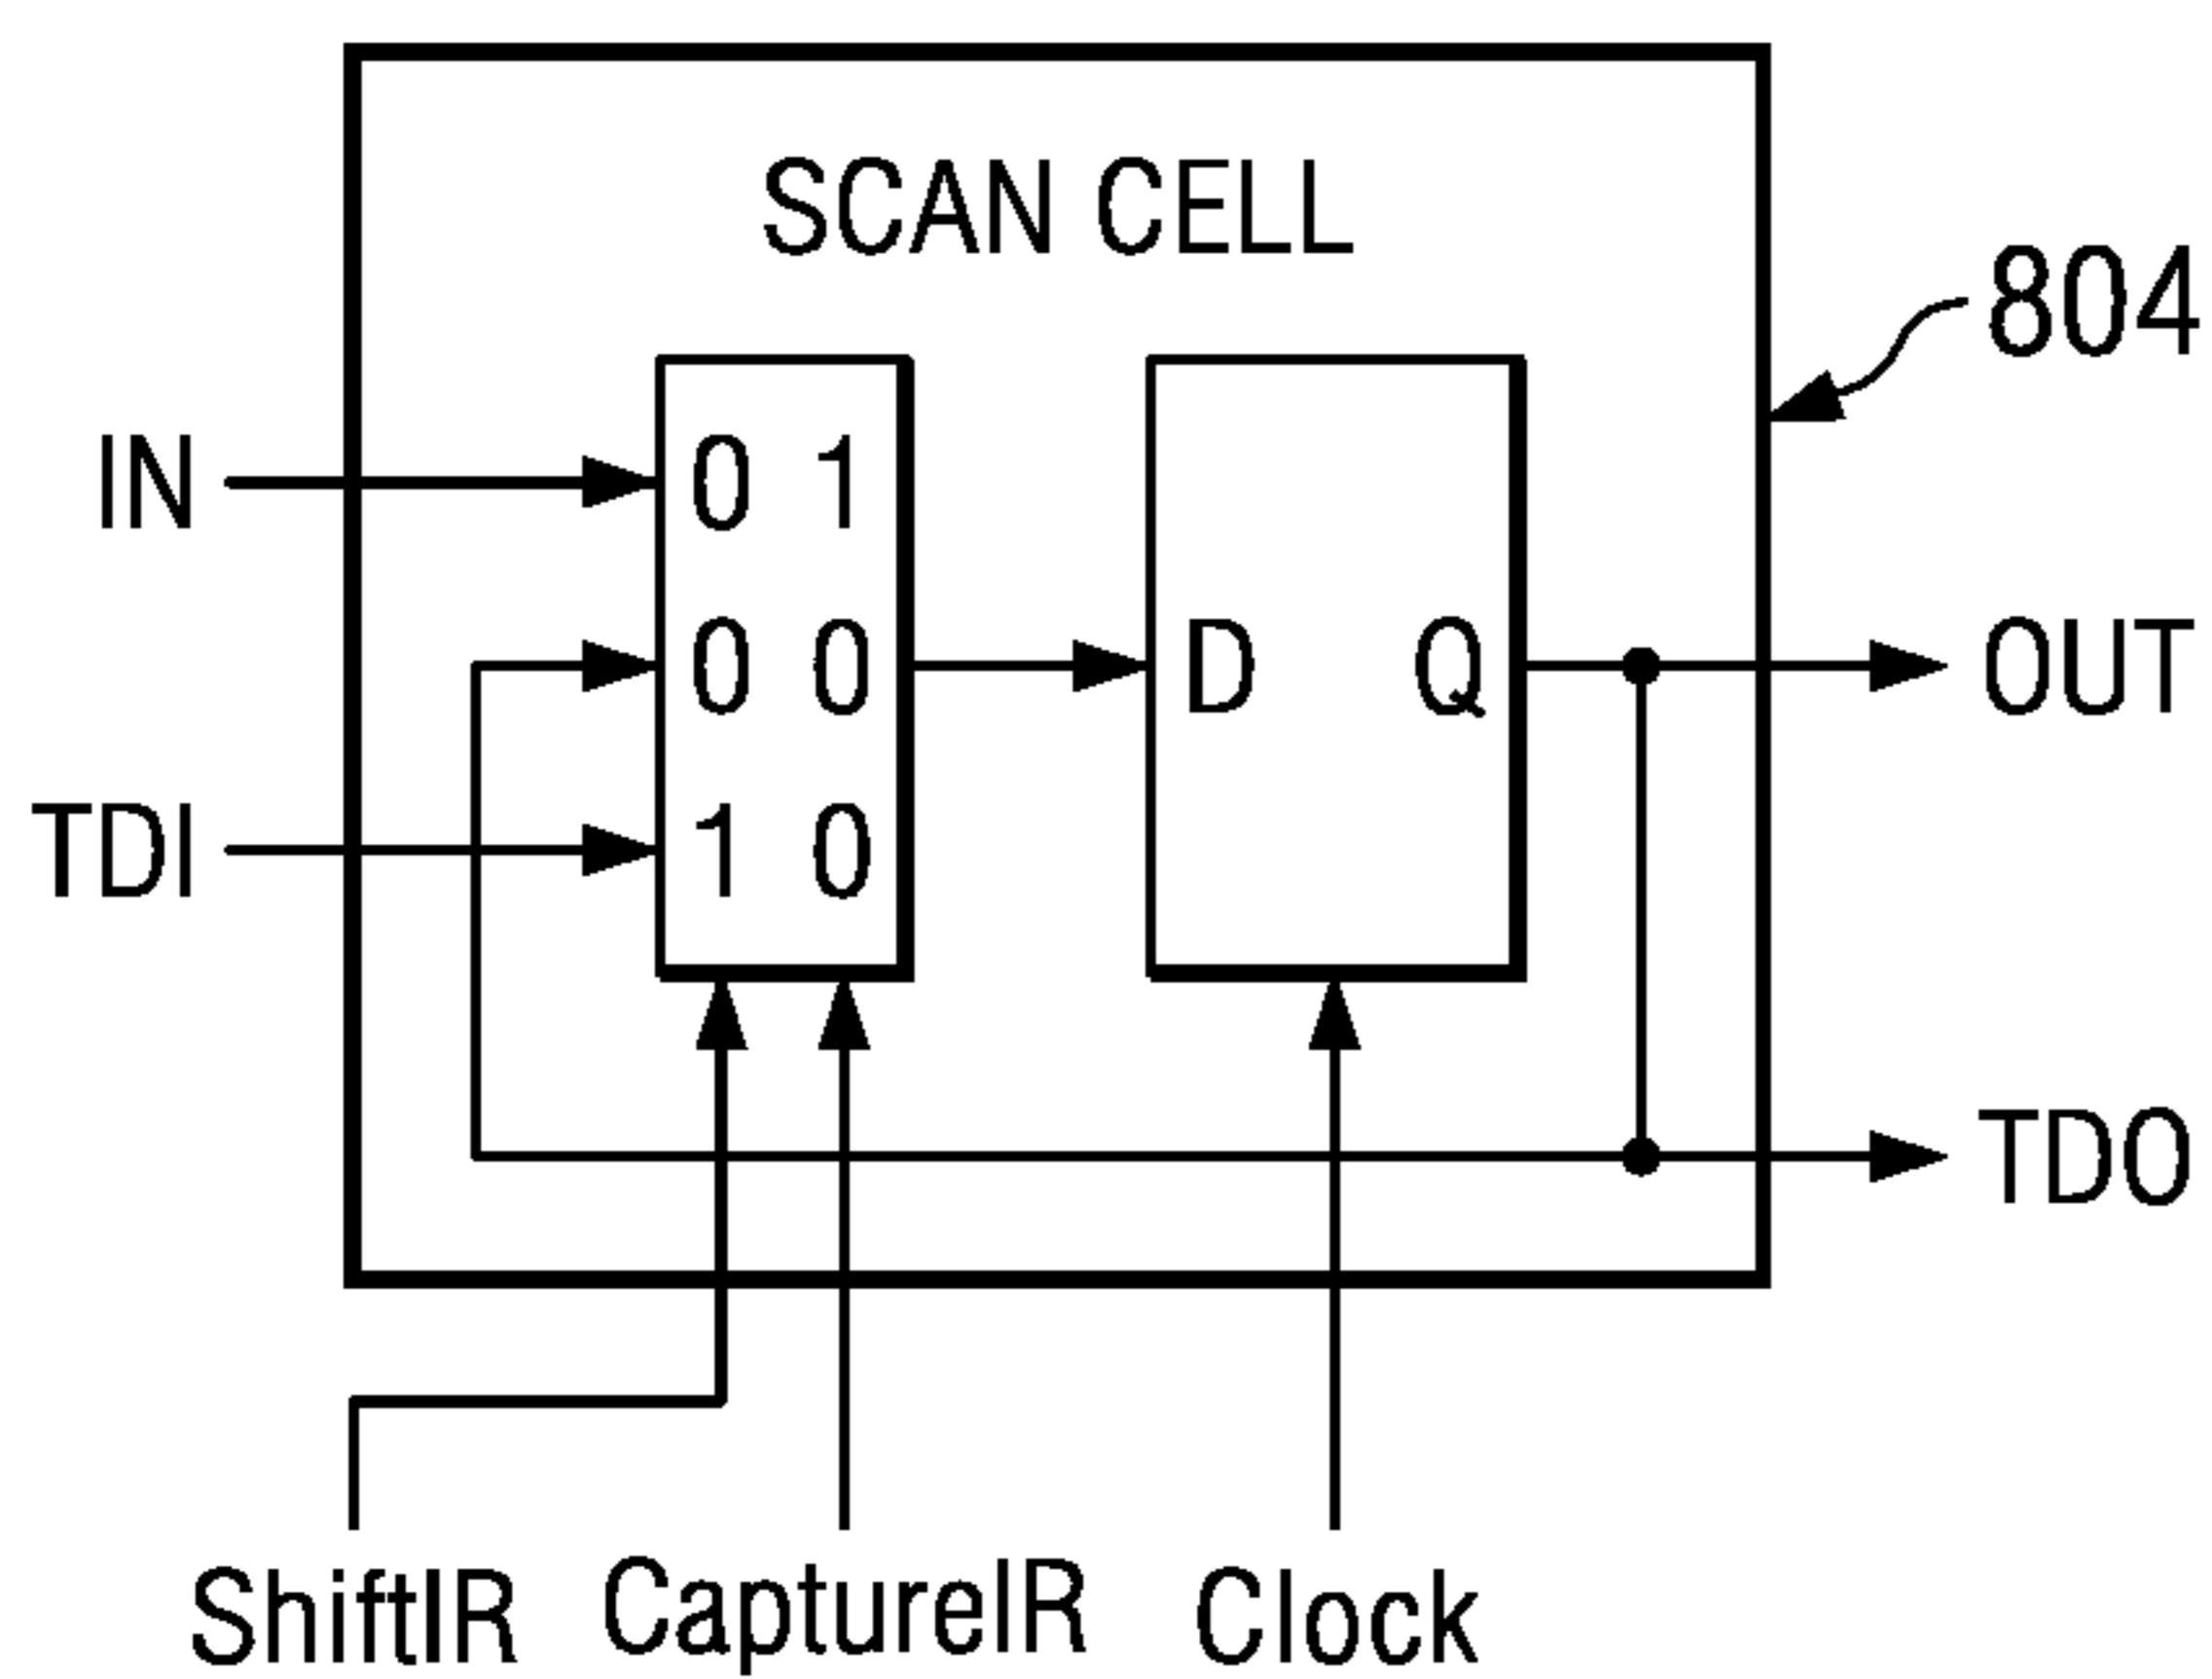 SCAN CELL
804
IN
0 1
0 0
D
Q
OUT
TDI
1 0
TDO
ShiftIR
CaptureIR
Clock